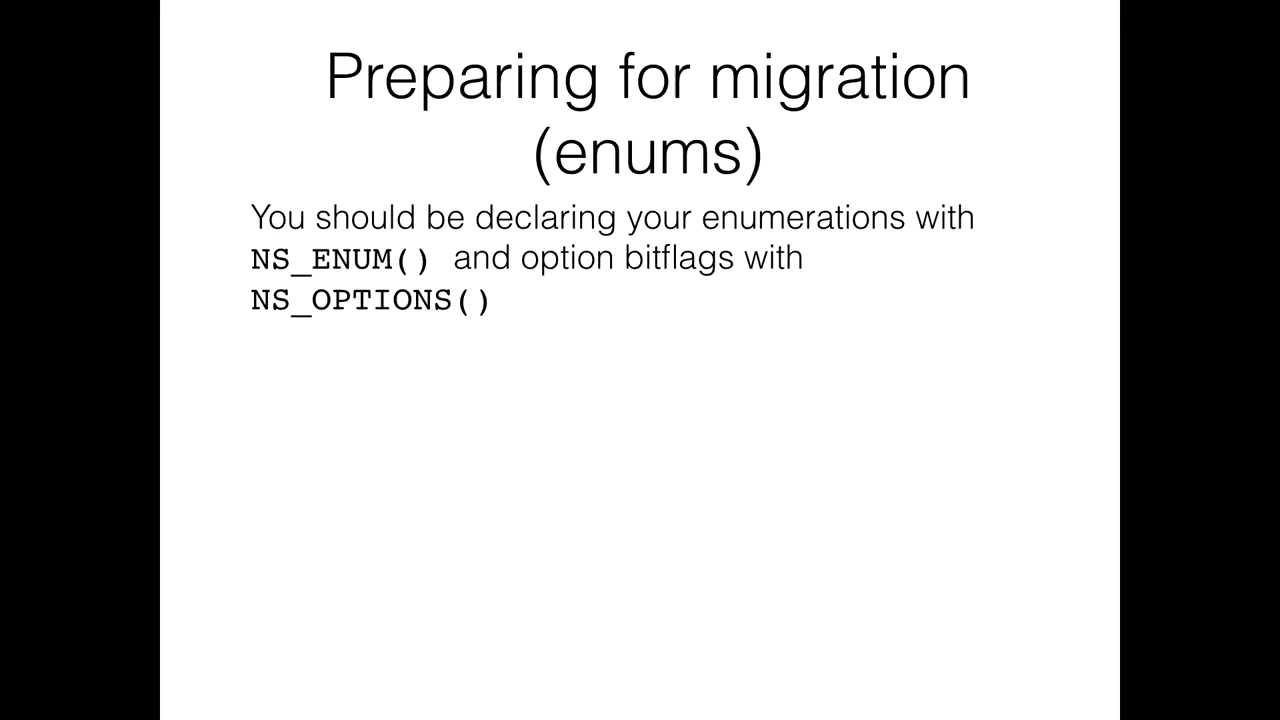 Preparing for migration
(enums)
You should be declaring your enumerations with
NS_ENUM() and option bitflags with
NS_OPTIONS()